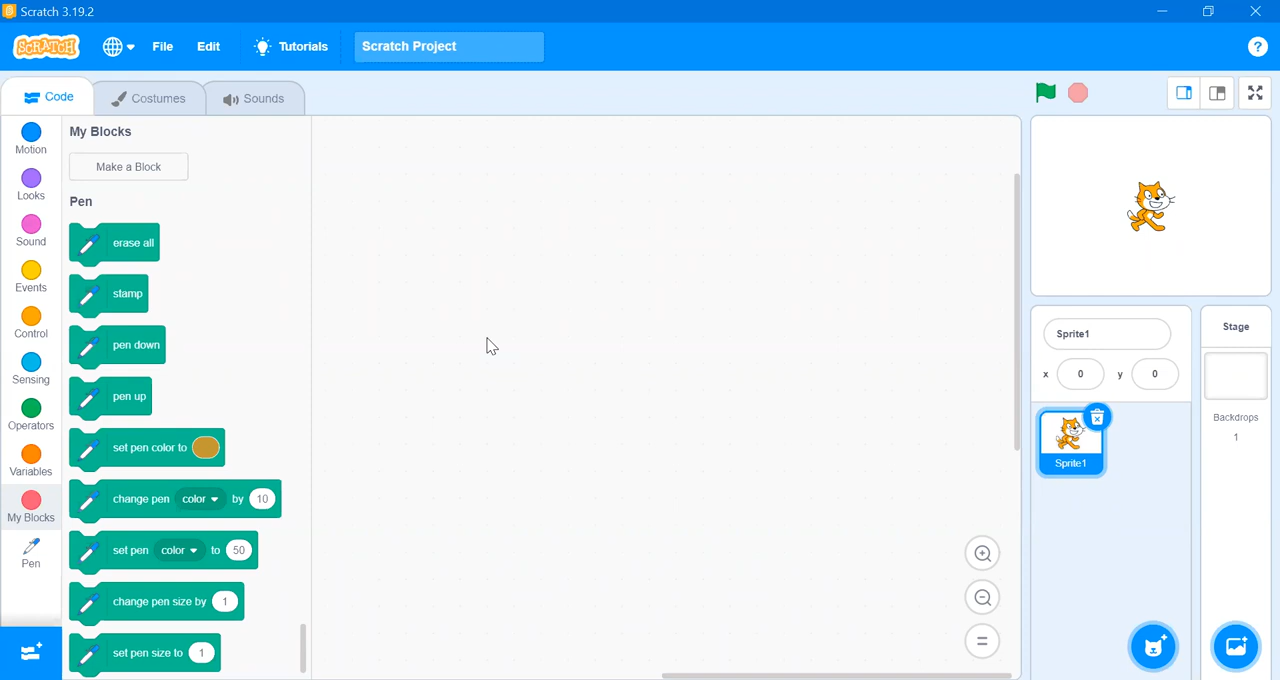 Scratch 3.19.2
SCRATCH
File
Edit
Tutorials
Scratch Project
?
Code
Costumes
Sounds
Motion
Looks
Sound
Events
Control
Sensing
Operators
Variables
My Blocks
Pen
My Blocks
Make a Block
Pen
erase all
stamp
pen down
pen up
set pen color to
change pen color by 10
set pen color to 50
change pen size by 1
set pen size to 1
Sprite1
x 0 y 0
Sprite1
Stage
Backdrops
1